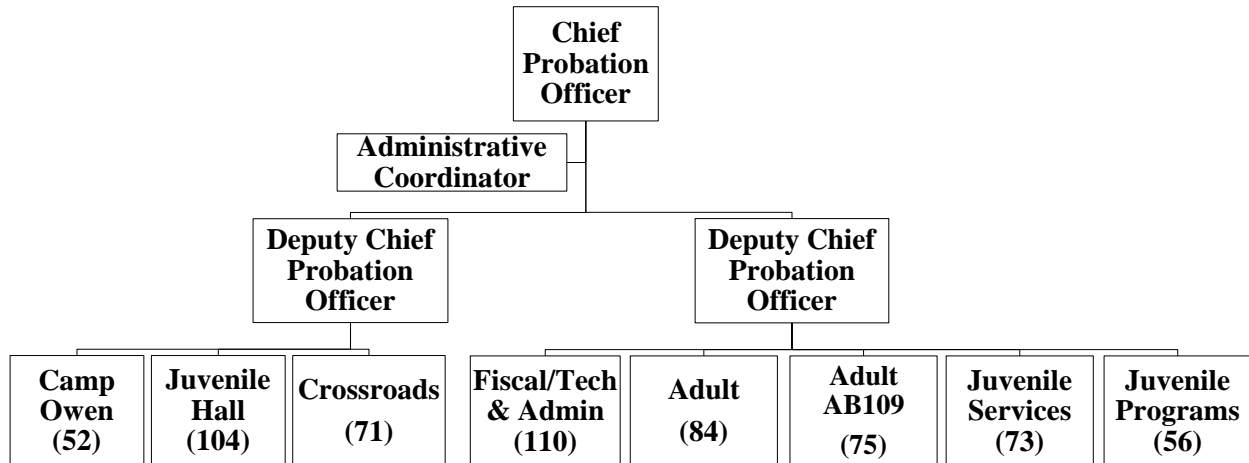 Chief
Probation
Officer
Administrative
Coordinator
Deputy Chief
Probation
Officer
Deputy Chief
Probation
Officer
Camp
Owen
(52)
Juvenile
Hall
(104)
Crossroads
(71)
Fiscal/Tech
& Admin
(110)
Adult
(84)
Adult
AB109
(75)
Juvenile
Services
(73)
Juvenile
Programs
(56)